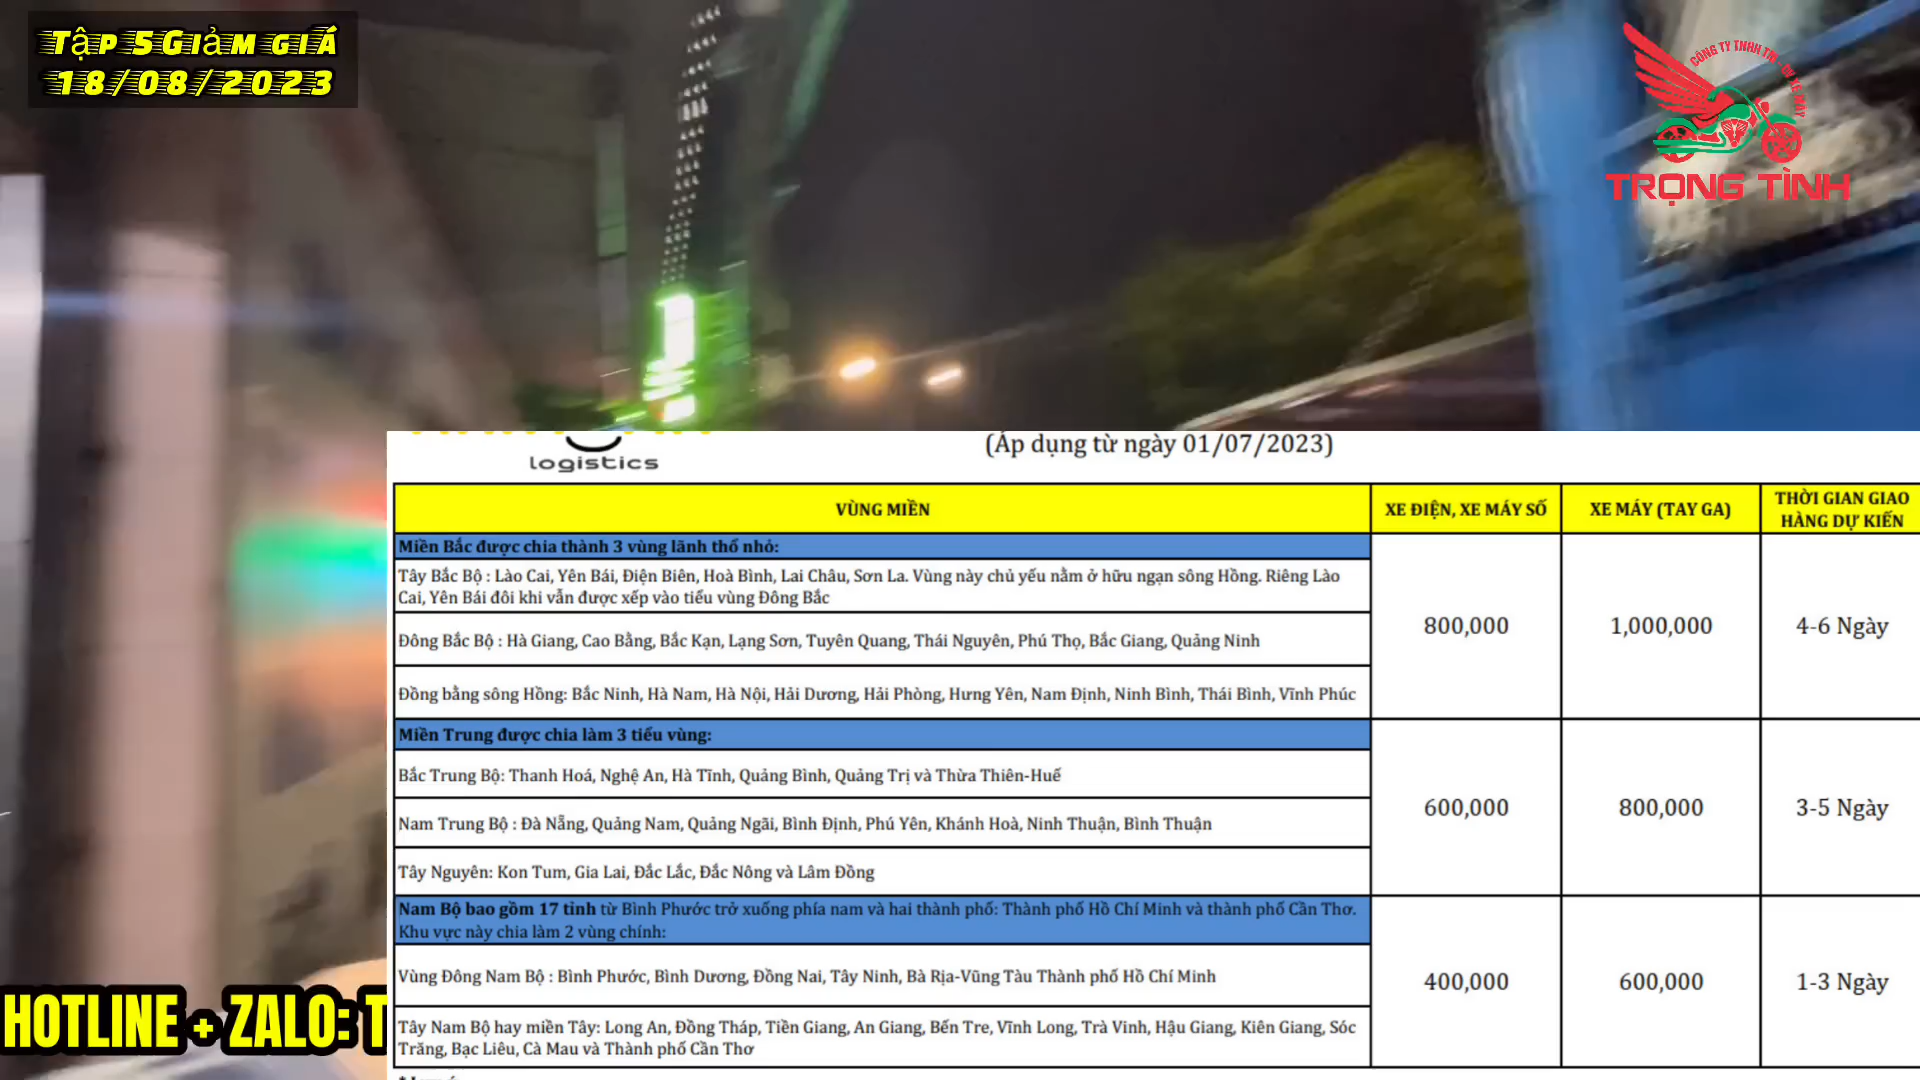 Tập 5 Giảm giá
18/08/2023
CÔNG TY TNHH TM - DV XE MÁY
TRỌNG TÌNH
logistics
(Áp dụng từ ngày 01/07/2023)
VÙNG MIỀN
XE ĐIỆN, XE MÁY SỐ
XE MÁY (TAY GA)
THỜI GIAN GIAO
HÀNG DỰ KIẾN
Miền Bắc được chia thành 3 vùng lãnh thổ nhỏ:
Tây Bắc Bộ : Lào Cai, Yên Bái, Điện Biên, Hoà Bình, Lai Châu, Sơn La. Vùng này chủ yếu nằm ở hữu ngạn sông Hồng. Riêng Lào
Cai, Yên Bái đôi khi vẫn được xếp vào tiểu vùng Đông Bắc
Đông Bắc Bộ : Hà Giang, Cao Bằng, Bắc Kạn, Lạng Sơn, Tuyên Quang, Thái Nguyên, Phú Thọ, Bắc Giang, Quảng Ninh
Đồng bằng sông Hồng: Bắc Ninh, Hà Nam, Hà Nội, Hải Dương, Hải Phòng, Hưng Yên, Nam Định, Ninh Bình, Thái Bình, Vĩnh Phúc
800,000
1,000,000
4-6 Ngày
Miền Trung được chia làm 3 tiểu vùng:
Bắc Trung Bộ: Thanh Hoá, Nghệ An, Hà Tĩnh, Quảng Bình, Quảng Trị và Thừa Thiên-Huế
Nam Trung Bộ : Đà Nẵng, Quảng Nam, Quảng Ngãi, Bình Định, Phú Yên, Khánh Hoà, Ninh Thuận, Bình Thuận
Tây Nguyên: Kon Tum, Gia Lai, Đắc Lắc, Đắc Nông và Lâm Đồng
600,000
800,000
3-5 Ngày
Nam Bộ bao gồm 17 tỉnh từ Bình Phước trở xuống phía nam và hai thành phố: Thành phố Hồ Chí Minh và thành phố Cần Thơ.
Khu vực này chia làm 2 vùng chính:
Vùng Đông Nam Bộ : Bình Phước, Bình Dương, Đồng Nai, Tây Ninh, Bà Rịa-Vũng Tàu Thành phố Hồ Chí Minh
Tây Nam Bộ hay miền Tây: Long An, Đồng Tháp, Tiền Giang, An Giang, Bến Tre, Vĩnh Long, Trà Vinh, Hậu Giang, Kiên Giang, Sóc
Trăng, Bạc Liêu, Cà Mau và Thành phố Cần Thơ
400,000
600,000
1-3 Ngày
HOTLINE + ZALO: T